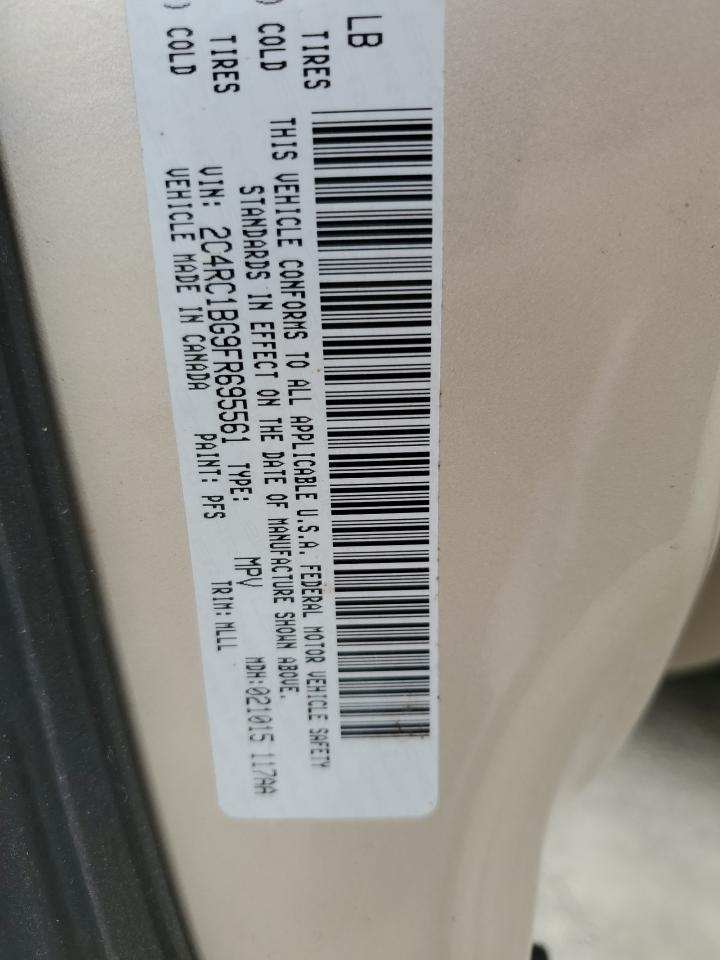 LB
TIRES
) COLD
TIRES
) COLD
THIS VEHICLE CONFORMS TO ALL APPLICABLE U.S.A. FEDERAL MOTOR VEHICLE SAFETY
STANDARDS IN EFFECT ON THE DATE OF MANUFACTURE SHOWN ABOVE.
VIN: 2C4RC1BG9FR695561 TYPE: MPV MDH:021015 117AA
VEHICLE MADE IN CANADA PAINT: PFS TRIM: MLLL